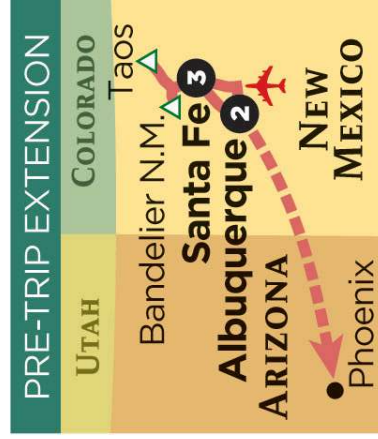 PRE-TRIP EXTENSION
UTAH
COLORADO
Taos
Bandelier N.M.
Santa Fe
3
Albuquerque
2
ARIZONA
NEW
MEXICO
Phoenix